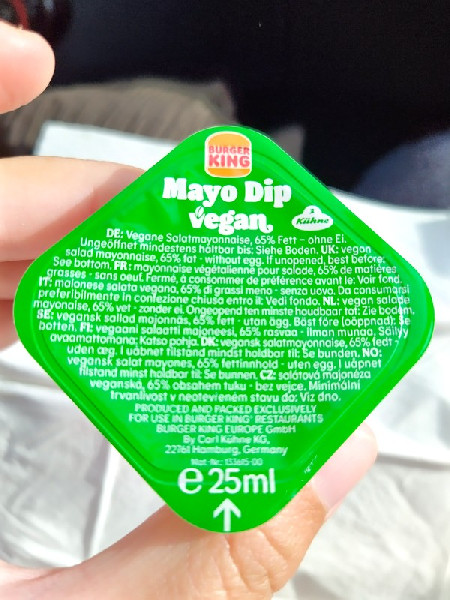 BURGER
KING
Mayo Dip
vegan
Kühne
DE: Vegane Salatmayonnaise, 65% Fett - ohne Ei.
Ungeöffnet mindestens haltbar bis: Siehe Boden. UK: vegan
salad mayonnaise, 65% fat - without egg. If unopened, best before:
See bottom. FR: mayonnaise végétalienne pour salade, 65% de matières
grasses - sans oeuf. Fermé, à consommer de préférence avant le: Voir fond.
IT: maionese salata vegana, 65% di grassi meno - senza uova. Da consumarsi
preferibilmente in confezione chiusa entro il: Vedi fondo. NL: vegan salade
mayonaise, 65% vet - zonder ei. Ongeopend ten minste houdbaar tot: Zie bodem.
SE: vegansk sallad majonnäs, 65% fett - utan ägg. Bäst före (oöppnad): Se
botten. FI: vegaani salaatti majoneesi, 65% rasvaa - ilman munaa. Säilyy
avaamattomana: Katso pohja. DK: vegansk salatmayonnaise, 65% fedt -
uden æg. I uåbnet tilstand mindst holdbar til: Se bunden. NO:
vegansk salat mayones, 65% fettinnhold - uten egg. I uåpnet
tilstand minst holdbar til: Se bunnen. CZ: salátová majonéza
veganská, 65% obsahem tuku - bez vejce. Minimální
trvanlivost v neotevřeném stavu do: Viz dno.
PRODUCED AND PACKED EXCLUSIVELY
FOR USE IN BURGER KING® RESTAURANTS
BURGER KING EUROPE GmbH
By Carl Kühne KG,
22761 Hamburg, Germany
Mat.-Nr.: 133615-00
e 25ml